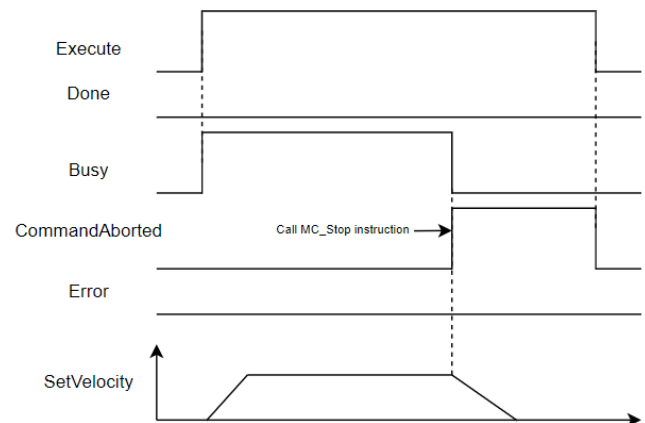 Execute
Done
Busy
CommandAborted
Call MC_Stop instruction
Error
SetVelocity